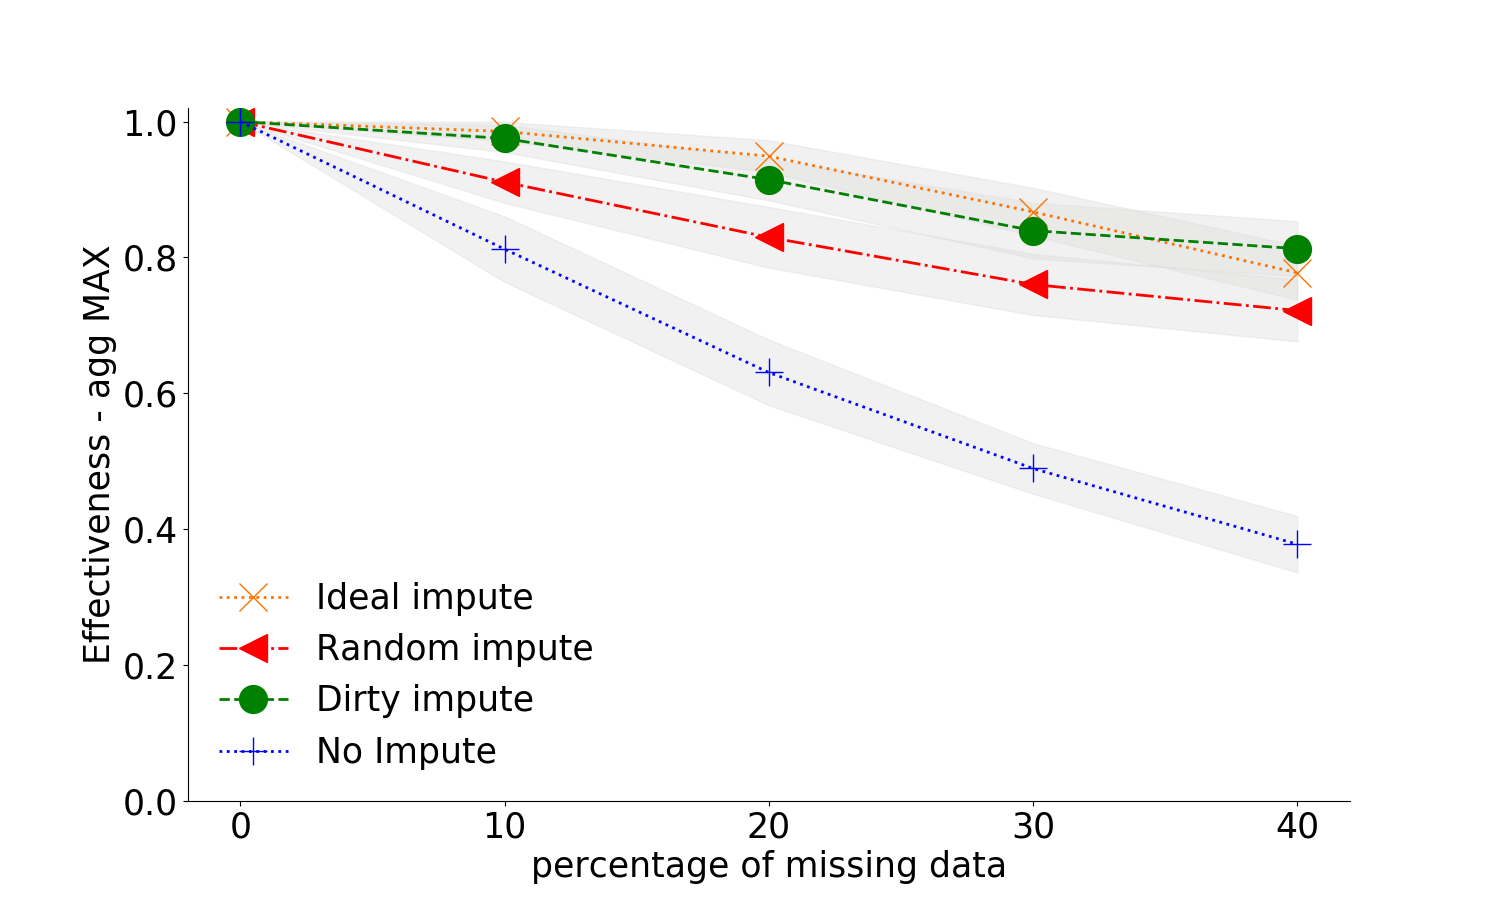 Effectiveness - agg MAX
1.0
0.8
0.6
0.4
0.2
0.0
Ideal impute
Random impute
Dirty impute
No Impute
0 10 20 30 40
percentage of missing data